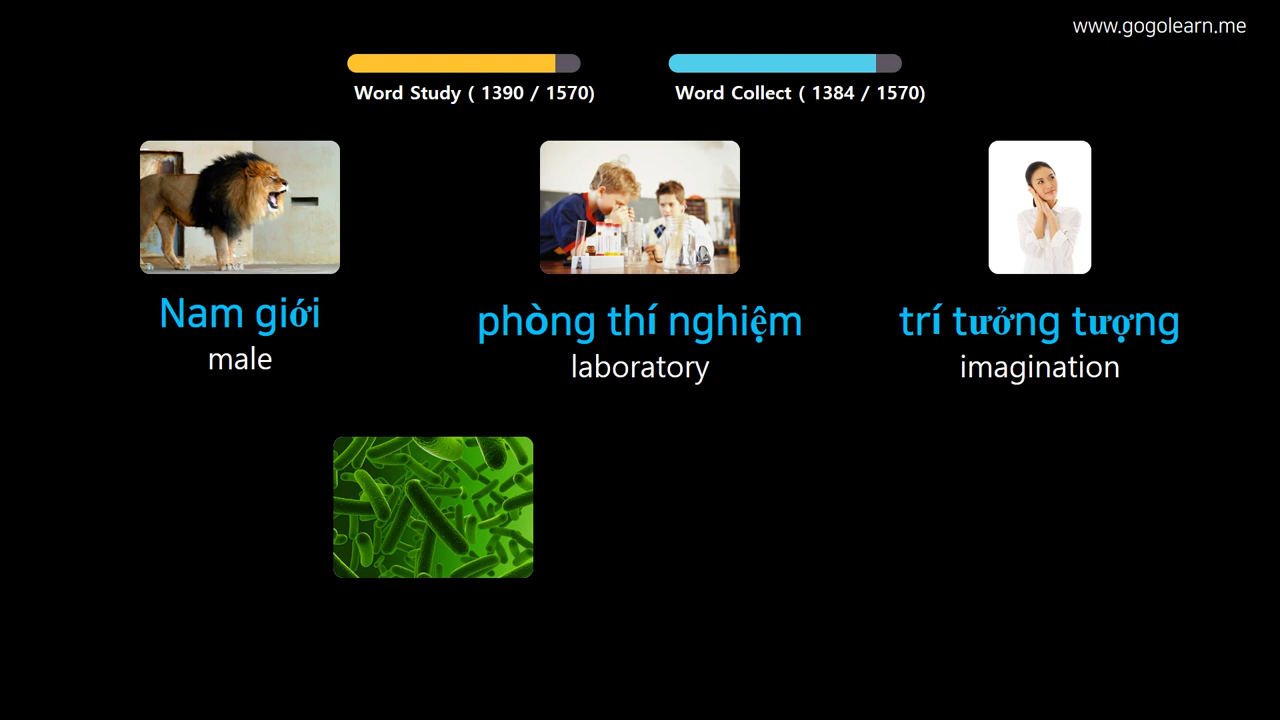 www.gogolearn.me
Word Study ( 1390 / 1570)
Word Collect ( 1384 / 1570)
Nam giới
male
phòng thí nghiệm
laboratory
trí tưởng tượng
imagination